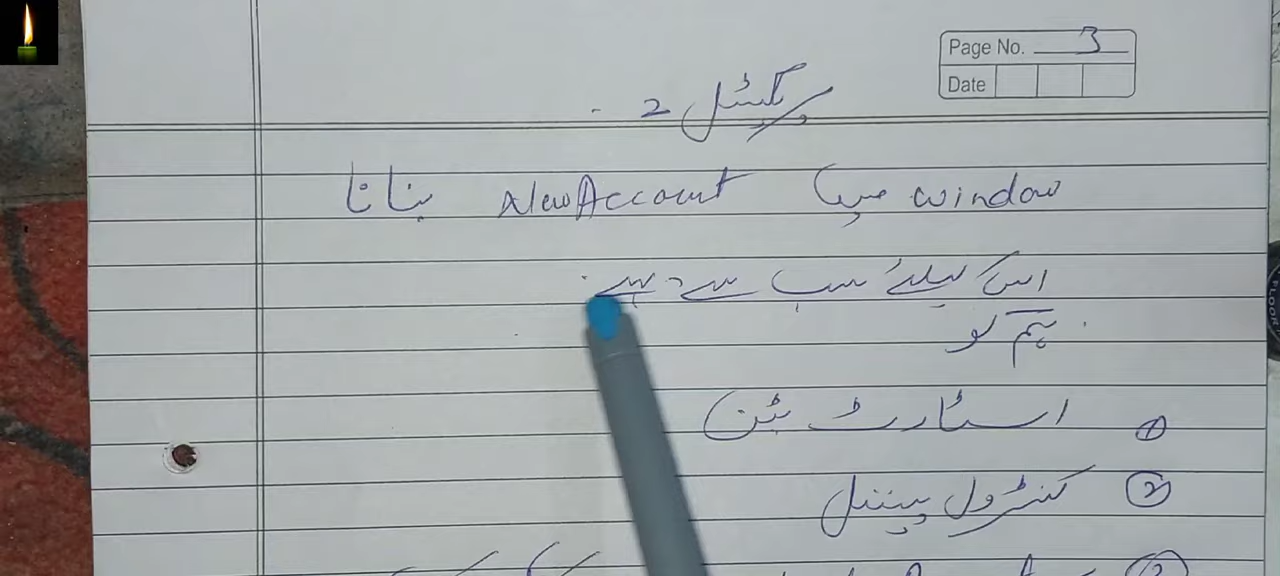 Page No. 3
Date
پریکٹیکل 2
window میں New Account بنانا
اس کیلئے سب سے پہلے
ہم کو
① اسٹارٹ بٹن
② کنٹرول پینل